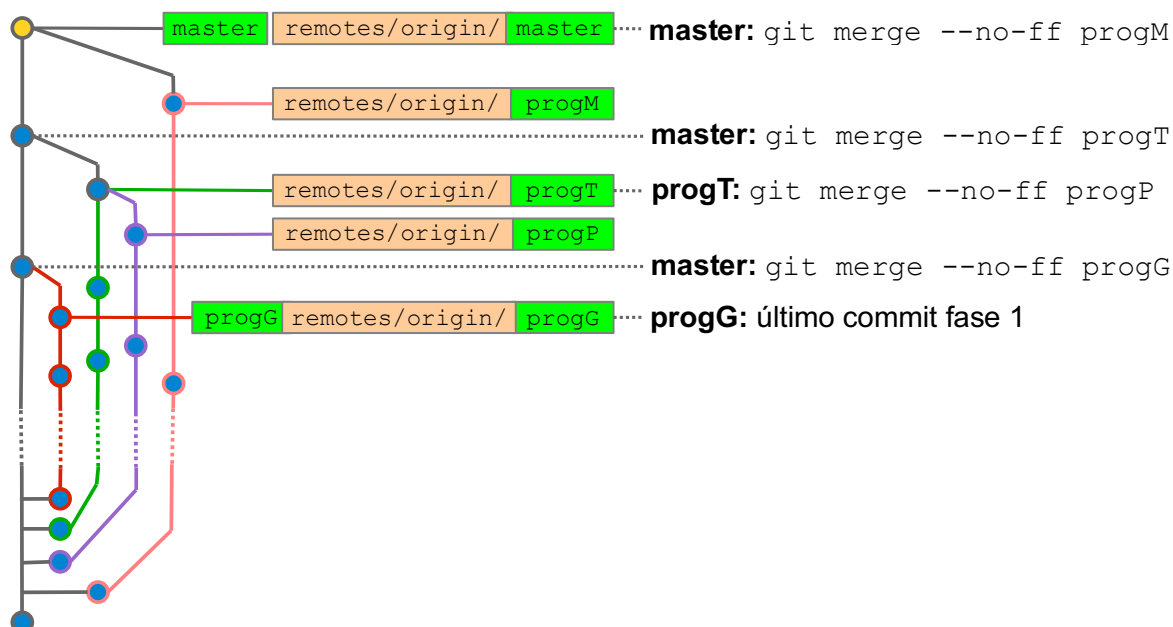 master remotes/origin/ master master: git merge --no-ff progM
remotes/origin/ progM
master: git merge --no-ff progT
remotes/origin/ progT progT: git merge --no-ff progP
remotes/origin/ progP
master: git merge --no-ff progG
progG remotes/origin/ progG progG: último commit fase 1